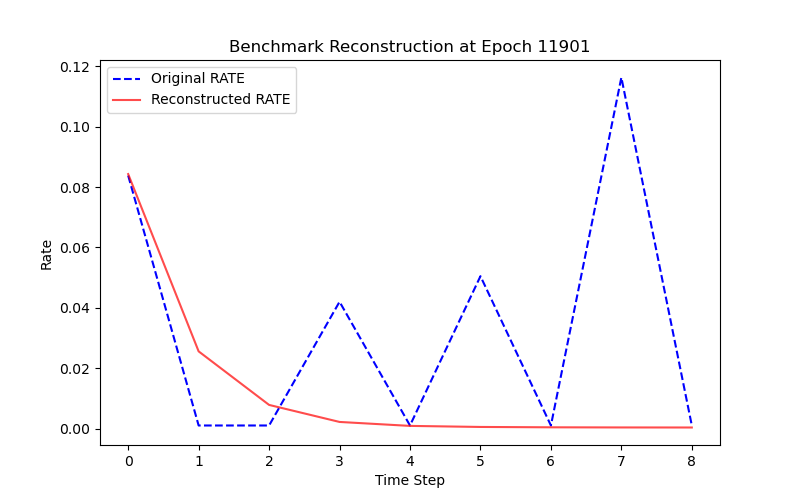 Benchmark Reconstruction at Epoch 11901
Original RATE
Reconstructed RATE
0.12
0.10
0.08
0.06
0.04
0.02
0.00
Rate
0 1 2 3 4 5 6 7 8
Time Step